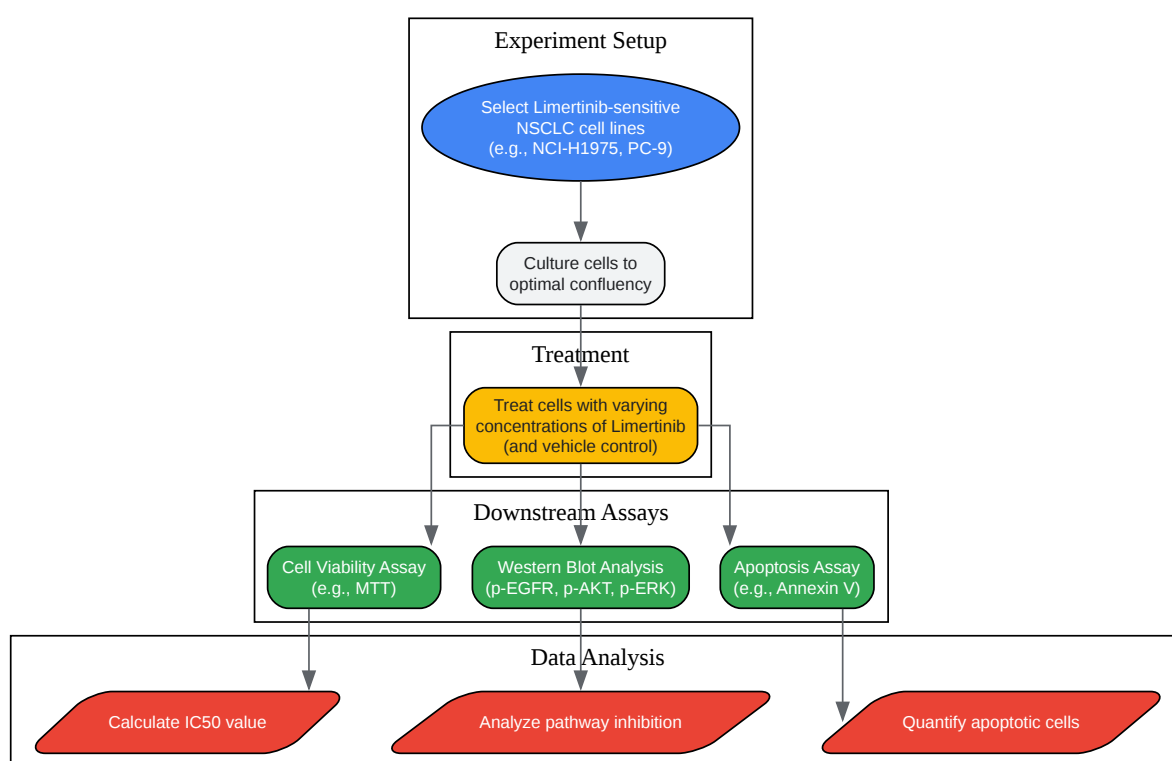 Experiment Setup
Select Limertinib-sensitive
NSCLC cell lines
(e.g., NCI-H1975, PC-9)
Culture cells to
optimal confluency
Treatment
Treat cells with varying
concentrations of Limertinib
(and vehicle control)
Downstream Assays
Cell Viability Assay
(e.g., MTT)
Western Blot Analysis
(p-EGFR, p-AKT, p-ERK)
Apoptosis Assay
(e.g., Annexin V)
Data Analysis
Calculate IC50 value
Analyze pathway inhibition
Quantify apoptotic cells